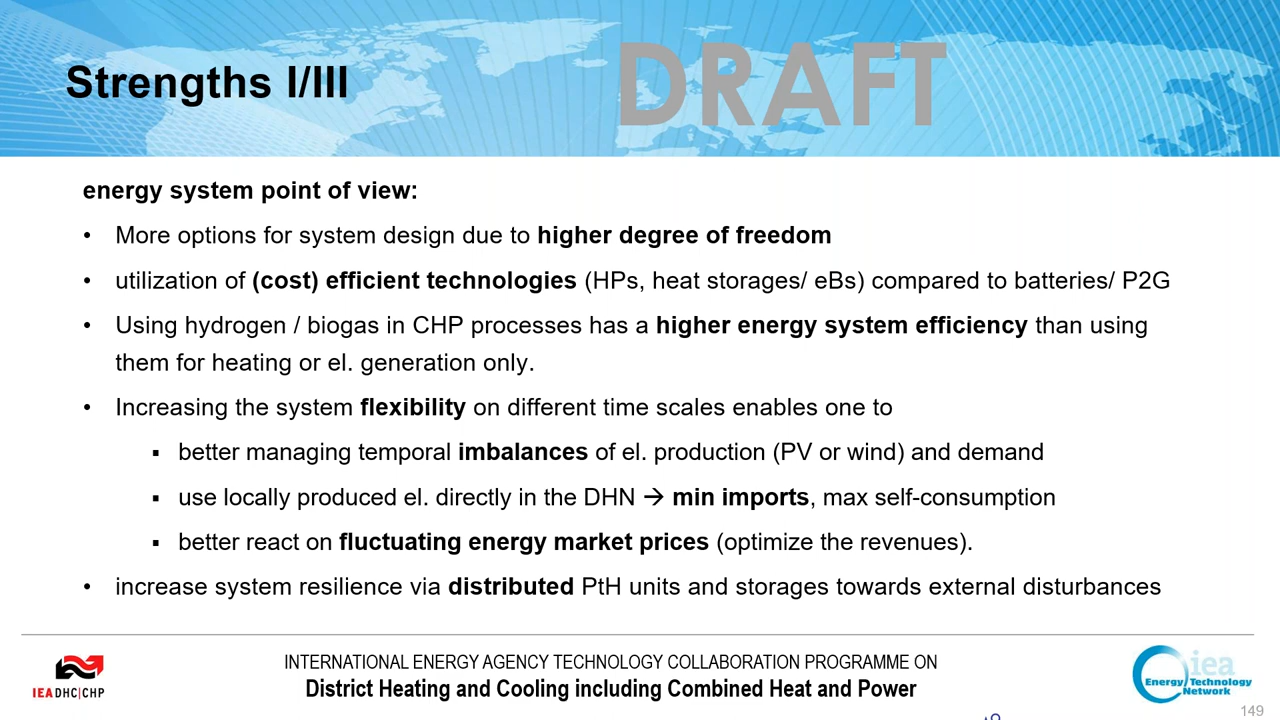 Strengths I/III
DRAFT
energy system point of view:
• More options for system design due to higher degree of freedom
• utilization of (cost) efficient technologies (HPs, heat storages/ eBs) compared to batteries/ P2G
• Using hydrogen / biogas in CHP processes has a higher energy system efficiency than using
them for heating or el. generation only.
• Increasing the system flexibility on different time scales enables one to
▪ better managing temporal imbalances of el. production (PV or wind) and demand
▪ use locally produced el. directly in the DHN → min imports, max self-consumption
▪ better react on fluctuating energy market prices (optimize the revenues).
• increase system resilience via distributed PtH units and storages towards external disturbances
IEA DHC|CHP
INTERNATIONAL ENERGY AGENCY TECHNOLOGY COLLABORATION PROGRAMME ON
District Heating and Cooling including Combined Heat and Power
iea
Energy Technology
Network
149